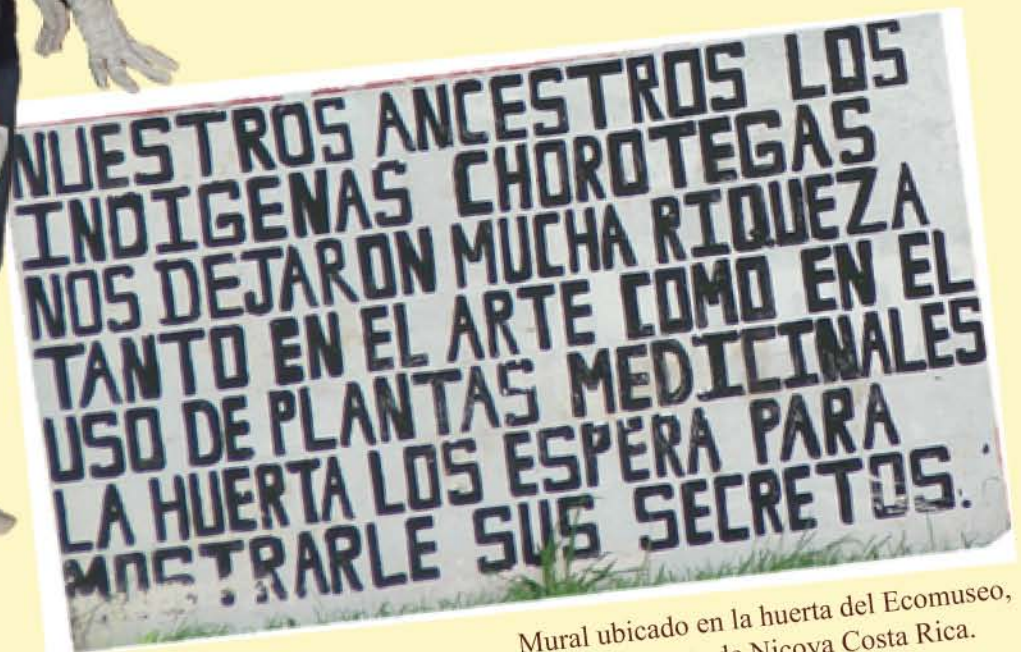 NUESTROS ANCESTROS LOS
INDIGENAS CHOROTEGAS
NOS DEJARON MUCHA RIQUEZA
TANTO EN EL ARTE COMO EN EL
USO DE PLANTAS MEDICINALES
LA HUERTA LOS ESPERA PARA
MOSTRARLE SUS SECRETOS.
Mural ubicado en la huerta del Ecomuseo,
de Nicoya Costa Rica.